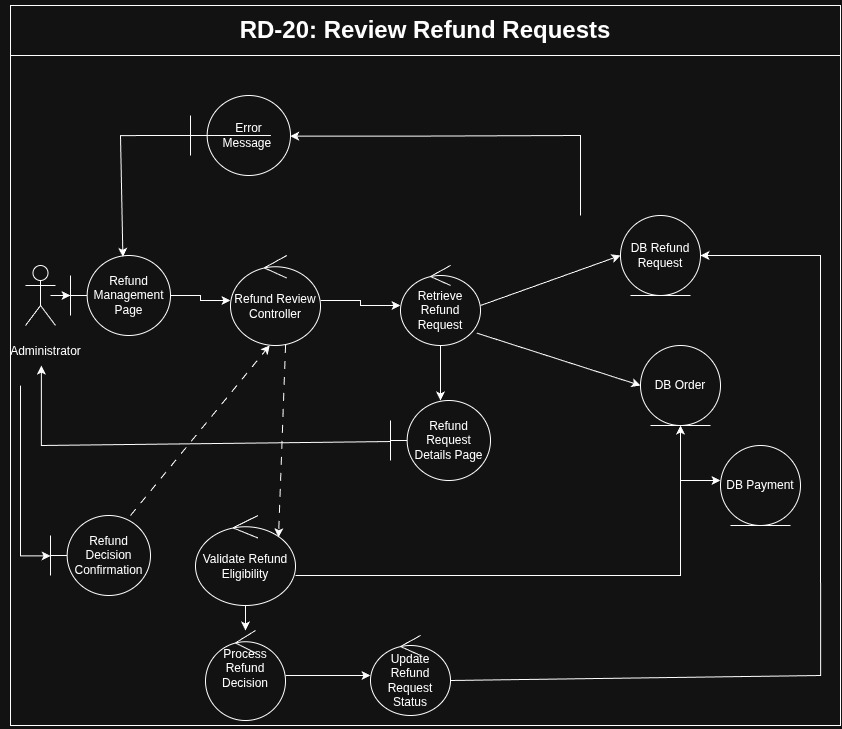 RD-20: Review Refund Requests
Error
Message
DB Refund
Request
Refund
Management
Page
Refund Review
Controller
Retrieve
Refund
Request
Administrator
DB Order
Refund
Request
Details Page
DB Payment
Refund
Decision
Confirmation
Validate Refund
Eligibility
Process
Refund
Decision
Update
Refund
Request
Status